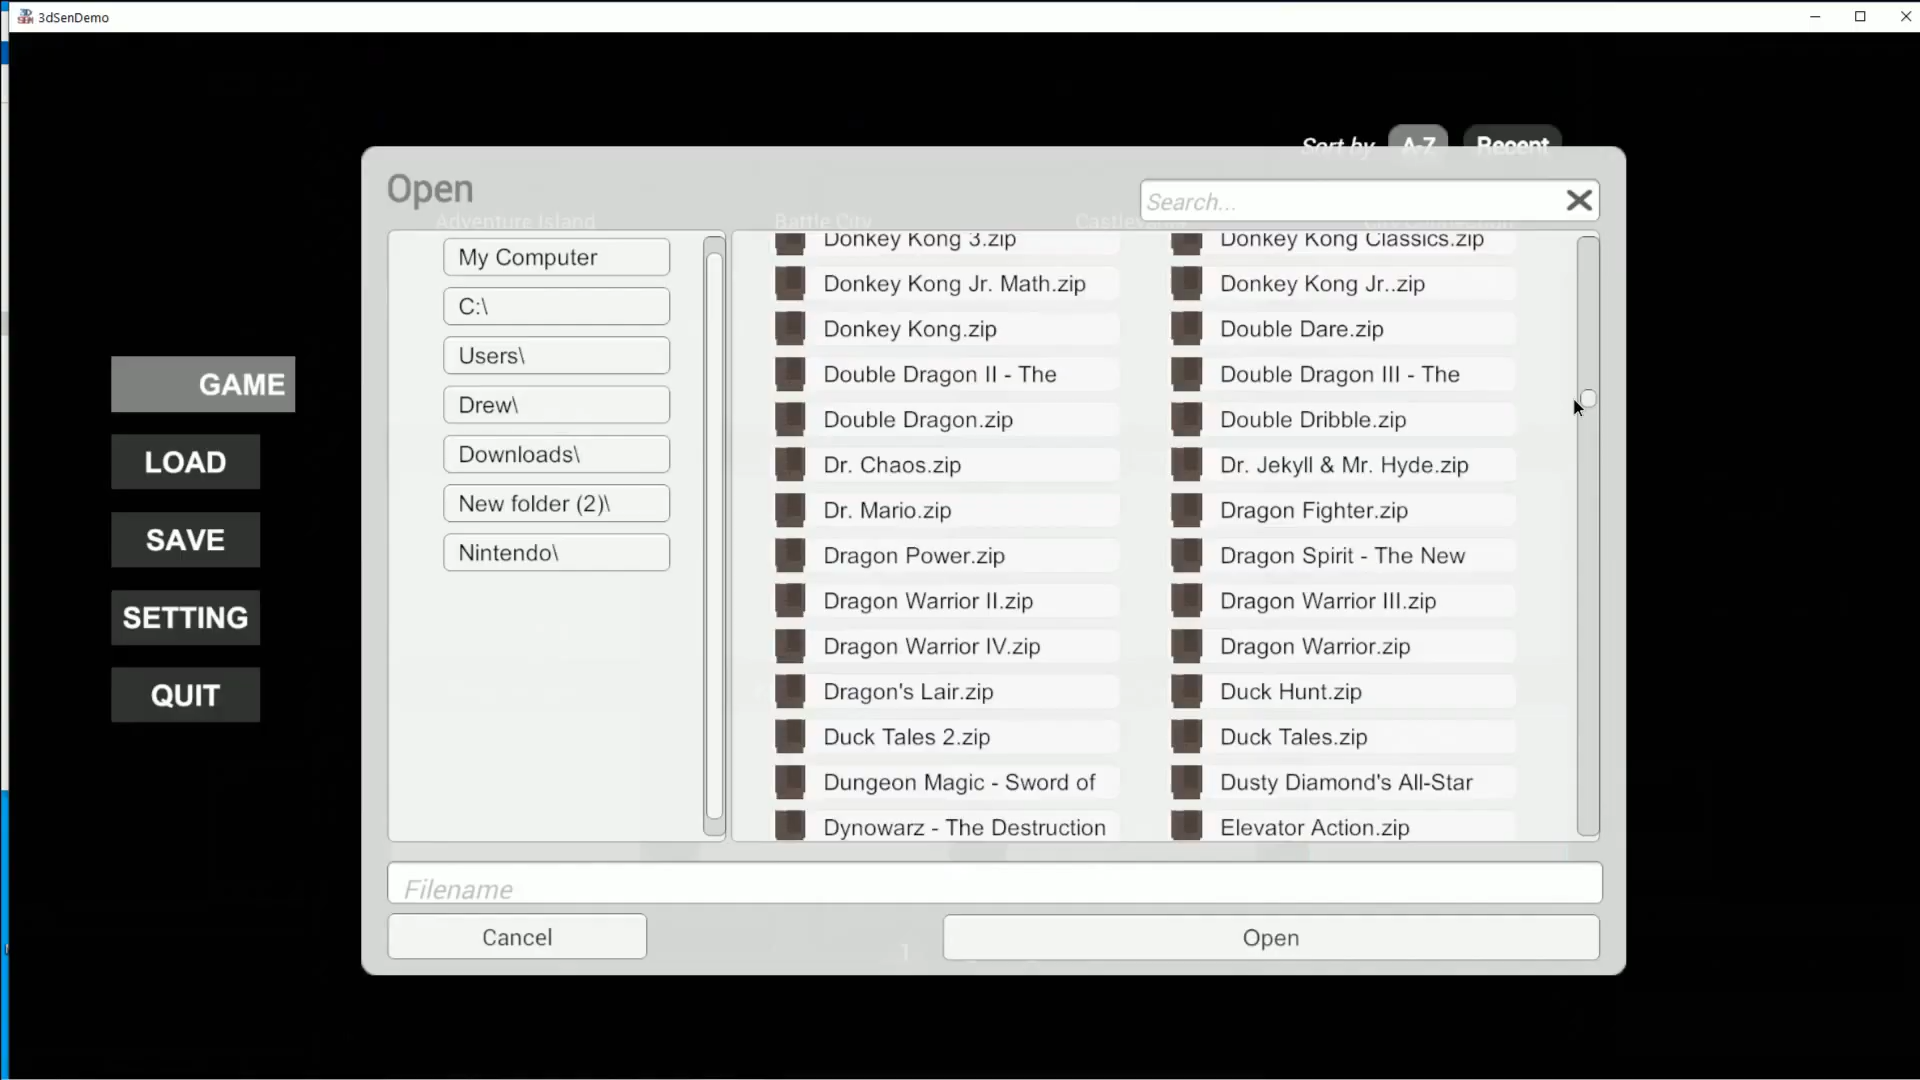 3dSenDemo
Sort by A-Z Recent
Open
Search...
Adventure Island Battle City
My Computer
C:\
Users\
Drew\
Downloads\
New folder (2)\
Nintendo\
Donkey Kong 3.zip Donkey Kong Classics.zip
Donkey Kong Jr. Math.zip Donkey Kong Jr..zip
Donkey Kong.zip Double Dare.zip
Double Dragon II - The Double Dragon III - The
Double Dragon.zip Double Dribble.zip
Dr. Chaos.zip Dr. Jekyll & Mr. Hyde.zip
Dr. Mario.zip Dragon Fighter.zip
Dragon Power.zip Dragon Spirit - The New
Dragon Warrior II.zip Dragon Warrior III.zip
Dragon Warrior IV.zip Dragon Warrior.zip
Dragon's Lair.zip Duck Hunt.zip
Duck Tales 2.zip Duck Tales.zip
Dungeon Magic - Sword of Dusty Diamond's All-Star
Dynowarz - The Destruction Elevator Action.zip
GAME
LOAD
SAVE
SETTING
QUIT
Filename
Cancel
1
Open